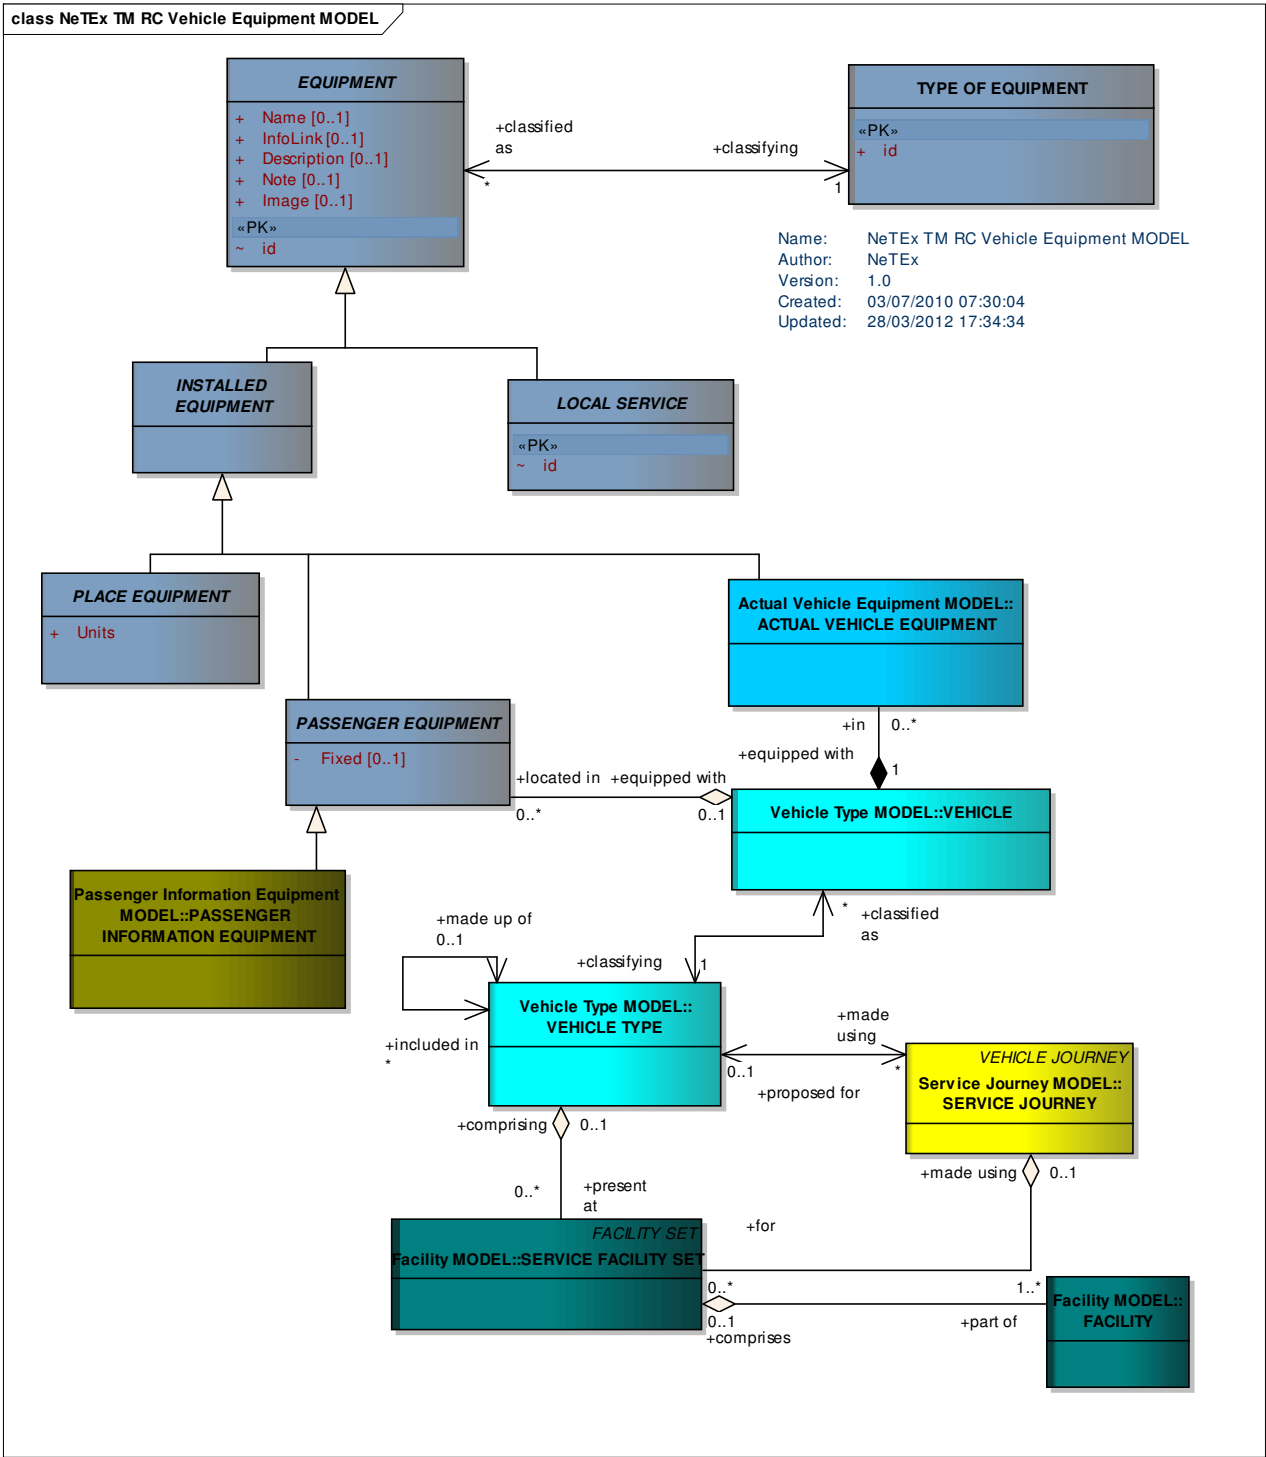 class NeTEx TM RC Vehicle Equipment MODEL
EQUIPMENT
+ Name [0..1]
+ InfoLink [0..1]
+ Description [0..1]
+ Note [0..1]
+ Image [0..1]
«PK»
~ id
+classified
as
*
+classifying
1
TYPE OF EQUIPMENT
«PK»
+ id
Name: NeTEx TM RC Vehicle Equipment MODEL
Author: NeTEx
Version: 1.0
Created: 03/07/2010 07:30:04
Updated: 28/03/2012 17:34:34
INSTALLED
EQUIPMENT
LOCAL SERVICE
«PK»
~ id
PLACE EQUIPMENT
+ Units
Actual Vehicle Equipment MODEL::
ACTUAL VEHICLE EQUIPMENT
PASSENGER EQUIPMENT
- Fixed [0..1]
+in 0..*
+equipped with
1
+located in +equipped with
0..* 0..1
Vehicle Type MODEL::VEHICLE
Passenger Information Equipment
MODEL::PASSENGER
INFORMATION EQUIPMENT
* +classified
as
+made up of
0..1
+classifying 1
Vehicle Type MODEL::
VEHICLE TYPE
+included in
*
+made
using
*
0..1
+proposed for
VEHICLE JOURNEY
Service Journey MODEL::
SERVICE JOURNEY
+comprising 0..1
+made using 0..1
0..* +present
at
FACILITY SET
Facility MODEL::SERVICE FACILITY SET
+for
0..*
0..1
+comprises
1..*
+part of
Facility MODEL::
FACILITY